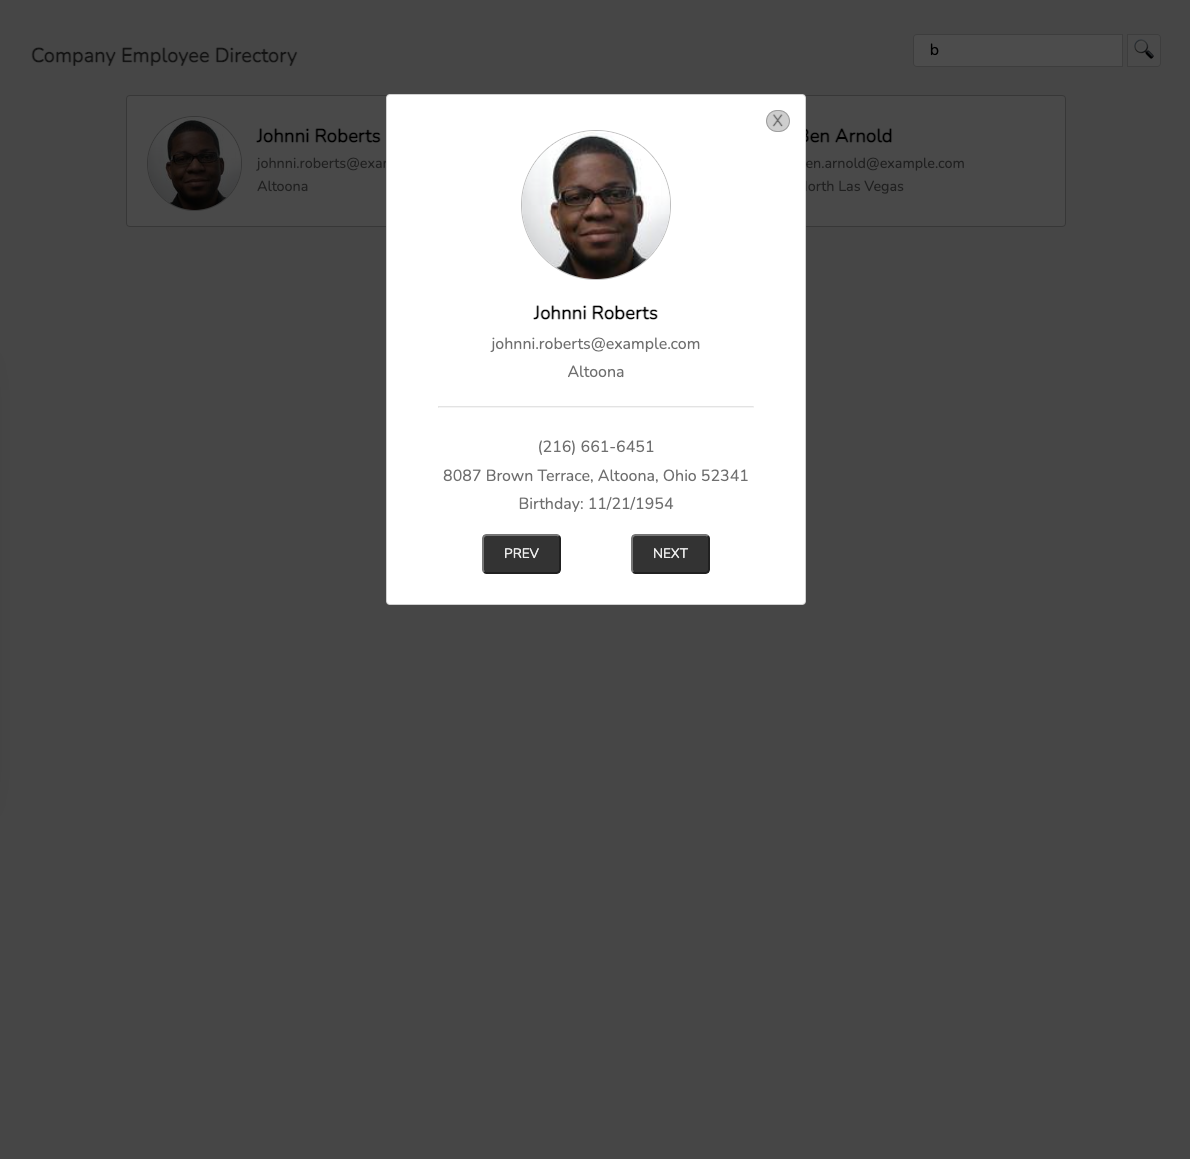 Company Employee Directory
b
Johnni Roberts
johnni.roberts@exa
Altoona
Ben Arnold
en.arnold@example.com
orth Las Vegas
X
Johnni Roberts
johnni.roberts@example.com
Altoona
(216) 661-6451
8087 Brown Terrace, Altoona, Ohio 52341
Birthday: 11/21/1954
PREV
NEXT